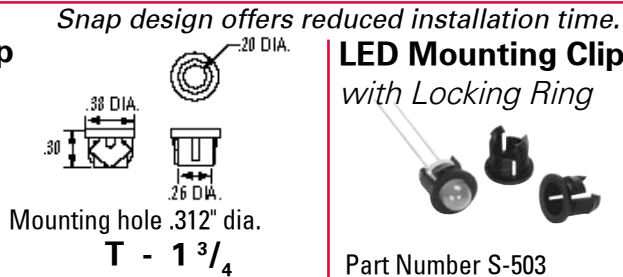 Snap design offers reduced installation time.
p
.20 DIA.
.38 DIA.
.30
.26 DIA.
Mounting hole .312" dia.
T - 1 3/4
LED Mounting Clip
with Locking Ring
Part Number S-503